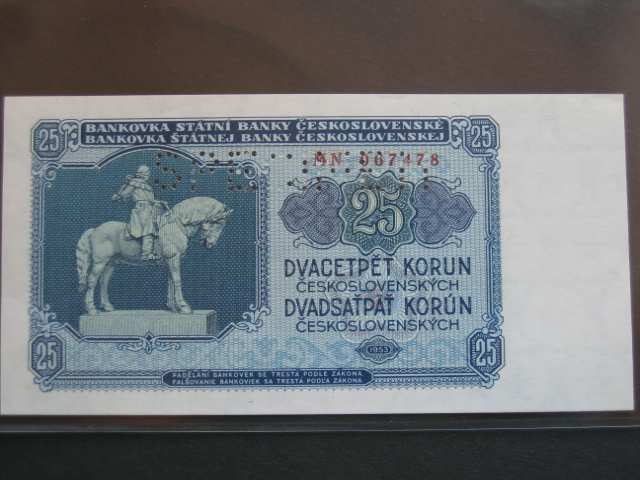 25 BANKOVKA STÁTNÍ BANKY ČESKOSLOVENSKÉ 25
BANKOVKA ŠTÁTNEJ BANKY ČESKOSLOVENSKEJ
SPECIMEN
067478
25
DVACETPĚT KORUN
ČESKOSLOVENSKÝCH
DVADSAŤPÄŤ KORÚN
ČESKOSLOVENSKÝCH
25 1953 25
PADĚLÁNÍ BANKOVEK SE TRESTÁ PODLE ZÁKONA
FALŠOVANIE BANKOVIEK SA TRESTÁ PODĽA ZÁKONA